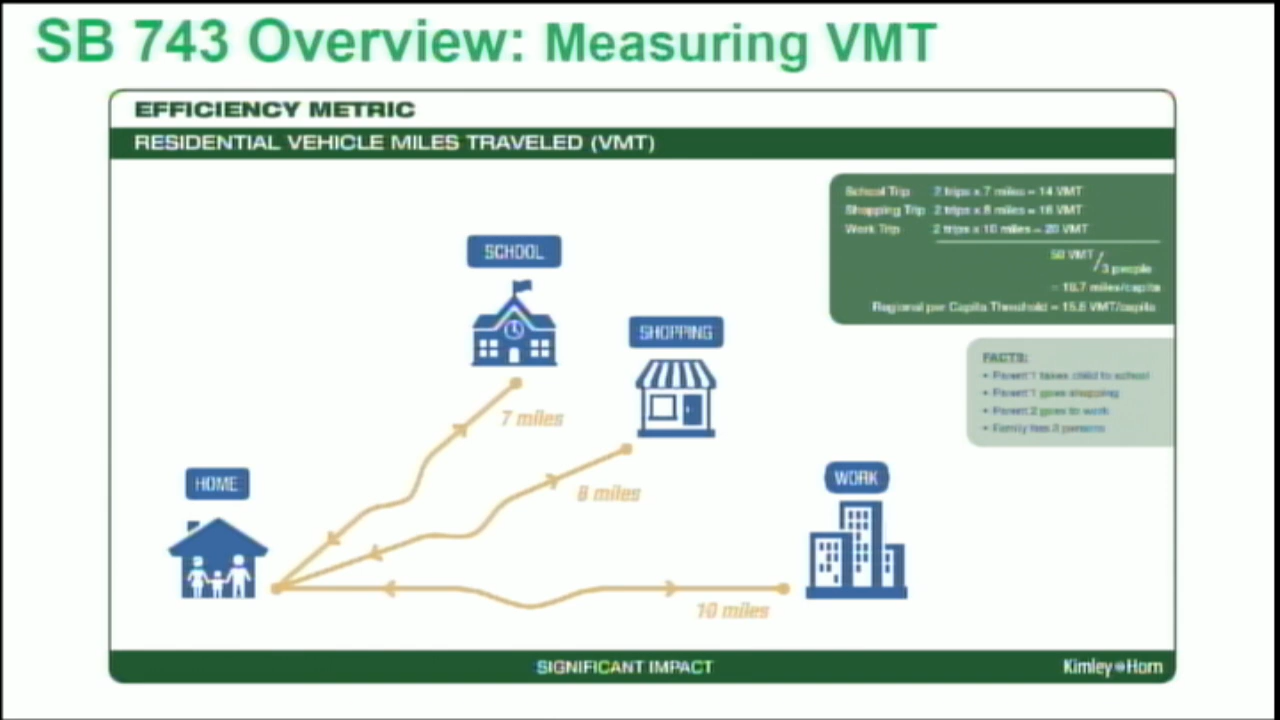 SB 743 Overview: Measuring VMT
EFFICIENCY METRIC
RESIDENTIAL VEHICLE MILES TRAVELED (VMT)
School Trip 2 trips x 7 miles = 14 VMT
Shopping Trip 2 trips x 8 miles = 16 VMT
Work Trip 2 trips x 10 miles = 20 VMT
50 VMT/3 people
= 16.7 miles/capita
Regional per Capita Threshold = 15.8 VMT/capita
FACTS:
• Parent 1 takes child to school
• Parent 1 goes shopping
• Parent 2 goes to work
• Family has 3 persons
SCHOOL
SHOPPING
7 miles
HOME
8 miles
WORK
10 miles
SIGNIFICANT IMPACT
Kimley»Horn